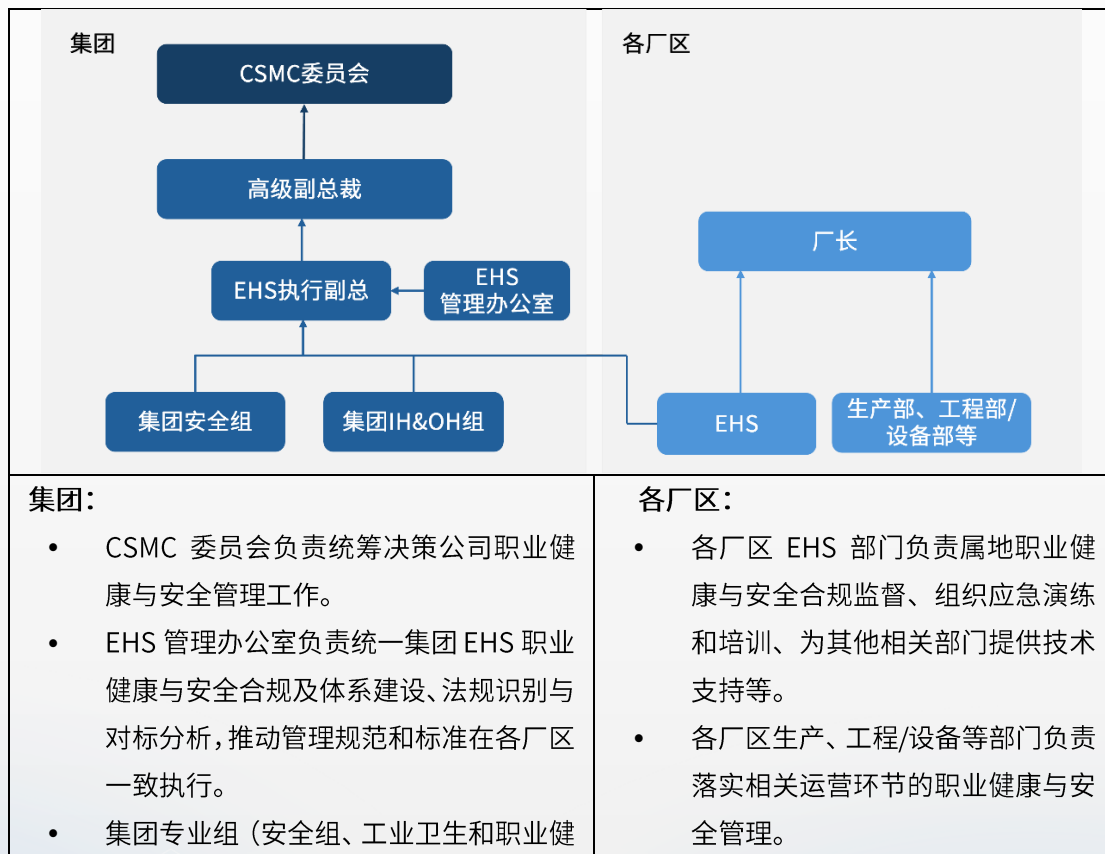 集团
CSMC委员会
高级副总裁
EHS执行副总
EHS
管理办公室
集团安全组
集团IH&OH组
各厂区
厂长
EHS
生产部、工程部/
设备部等
集团：
• CSMC 委员会负责统筹决策公司职业健
康与安全管理工作。
• EHS 管理办公室负责统一集团 EHS 职业
健康与安全合规及体系建设、法规识别与
对标分析，推动管理规范和标准在各厂区
一致执行。
• 集团专业组（安全组、工业卫生和职业健
各厂区：
• 各厂区 EHS 部门负责属地职业健
康与安全合规监督、组织应急演练
和培训、为其他相关部门提供技术
支持等。
• 各厂区生产、工程/设备等部门负责
落实相关运营环节的职业健康与安
全管理。